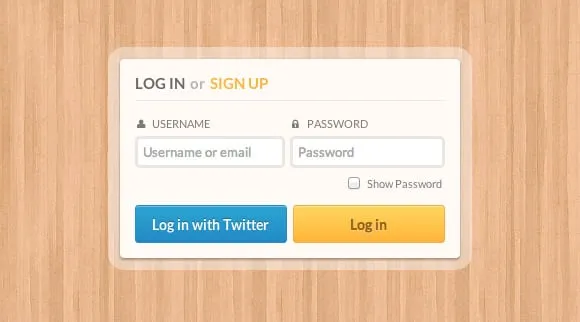 LOG IN or SIGN UP
USERNAME PASSWORD
Username or email Password
Show Password
Log in with Twitter Log in